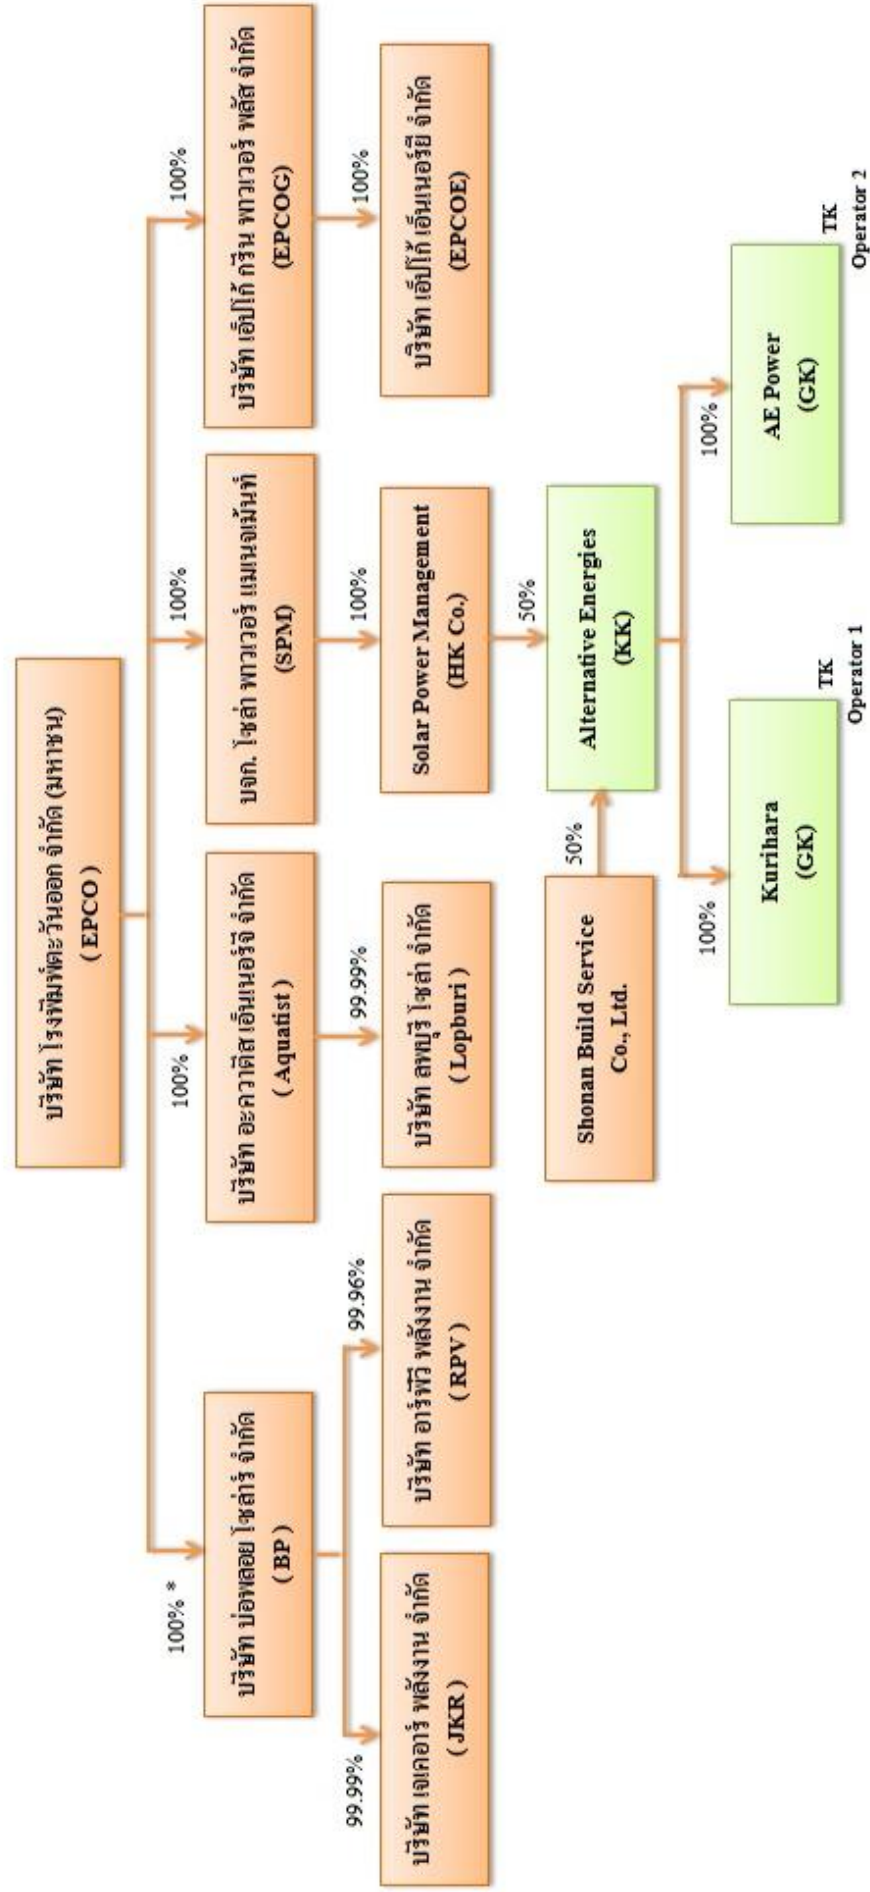 บริษัท โรงพิมพ์ตะวันออก จำกัด (มหาชน)
( EPCO )
100% *
100%
100%
100%
บริษัท บ่อพลอย โซล่าร์ จำกัด
( BP )
บริษัท อะควาติส เอ็นเนอร์จี จำกัด
( Aquatist )
บจก. โซล่า พาวเวอร์ แมเนจเม้นท์
(SPM)
บริษัท เอ็ปโก้ กรีน พาวเวอร์ พลัส จำกัด
(EPCOG)
99.99%
99.96%
99.99%
100%
100%
บริษัท เจเคอาร์ พลังงาน จำกัด
( JKR )
บริษัท อาร์พีวี พลังงาน จำกัด
( RPV )
บริษัท ลพบุรี โซล่า จำกัด
( Lopburi )
Solar Power Management
(HK Co.)
บริษัท เอ็ปโก้ เอ็นเนอร์ยี จำกัด
(EPCOE)
50%
Shonan Build Service
Co., Ltd.
50%
Alternative Energies
(KK)
100%
100%
Kurihara
(GK)
TK
Operator 1
AE Power
(GK)
TK
Operator 2